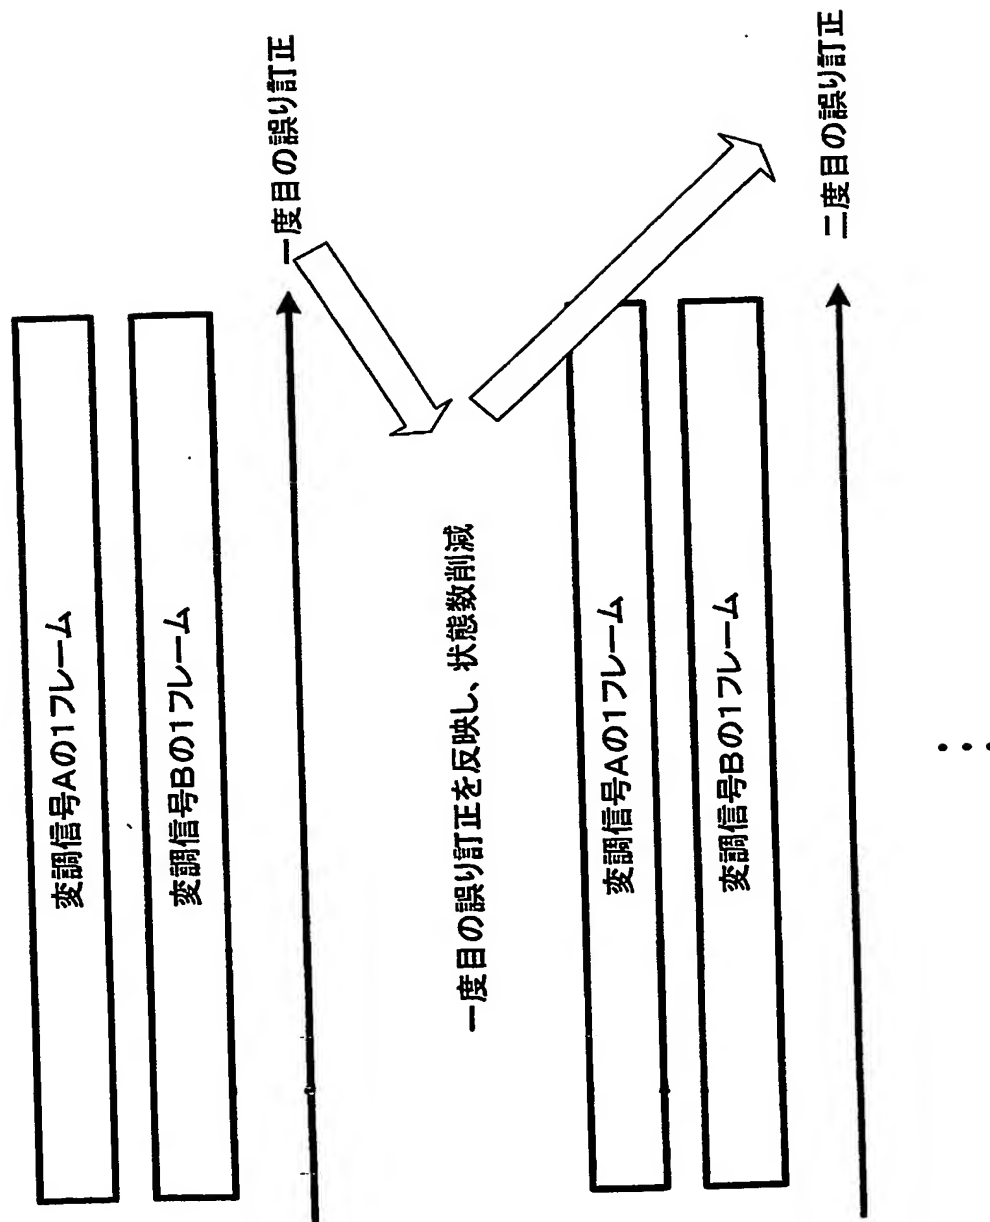 変調信号Aの1フレーム
変調信号Bの1フレーム
一度目の誤り訂正
一度目の誤り訂正を反映し、状態数削減
変調信号Aの1フレーム
変調信号Bの1フレーム
二度目の誤り訂正
…